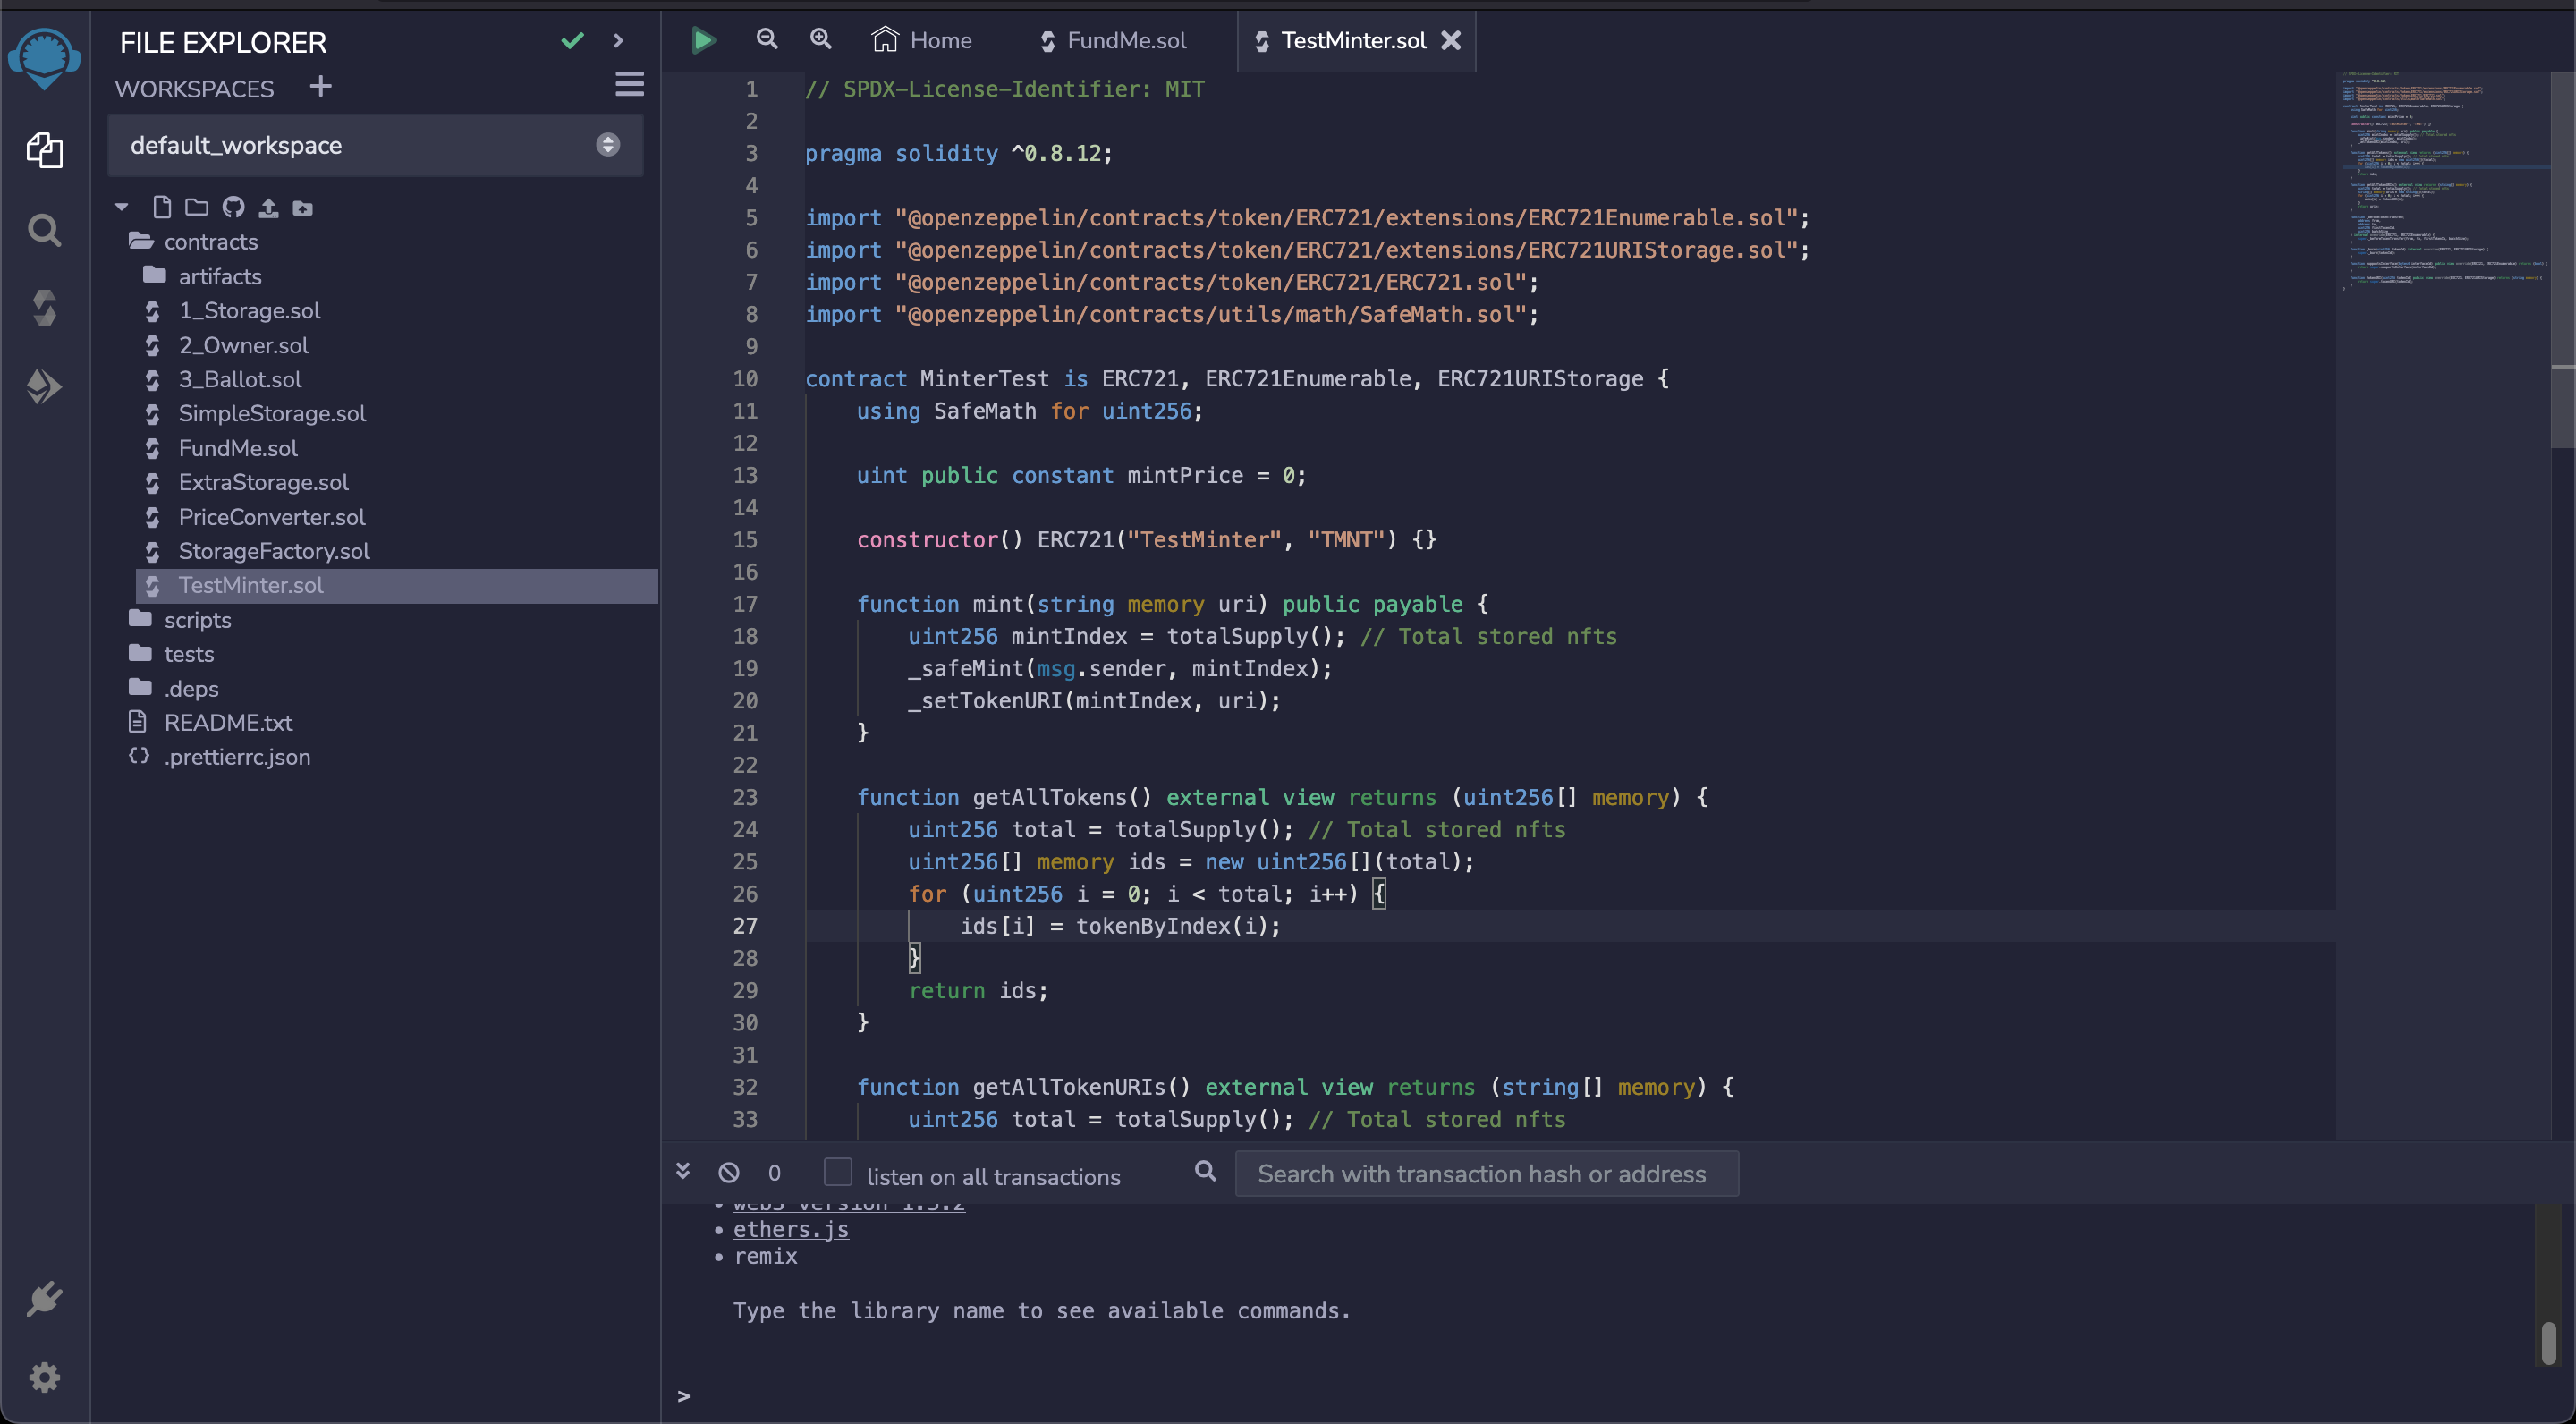 FILE EXPLORER
WORKSPACES
default_workspace
contracts
artifacts
1_Storage.sol
2_Owner.sol
3_Ballot.sol
SimpleStorage.sol
FundMe.sol
ExtraStorage.sol
PriceConverter.sol
StorageFactory.sol
TestMinter.sol
scripts
tests
.deps
README.txt
.prettierrc.json
Home FundMe.sol TestMinter.sol
1 // SPDX-License-Identifier: MIT
2
3 pragma solidity ^0.8.12;
4
5 import "@openzeppelin/contracts/token/ERC721/extensions/ERC721Enumerable.sol";
6 import "@openzeppelin/contracts/token/ERC721/extensions/ERC721URIStorage.sol";
7 import "@openzeppelin/contracts/token/ERC721/ERC721.sol";
8 import "@openzeppelin/contracts/utils/math/SafeMath.sol";
9
10 contract MinterTest is ERC721, ERC721Enumerable, ERC721URIStorage {
11 using SafeMath for uint256;
12
13 uint public constant mintPrice = 0;
14
15 constructor() ERC721("TestMinter", "TMNT") {}
16
17 function mint(string memory uri) public payable {
18 uint256 mintIndex = totalSupply(); // Total stored nfts
19 _safeMint(msg.sender, mintIndex);
20 _setTokenURI(mintIndex, uri);
21 }
22
23 function getAllTokens() external view returns (uint256[] memory) {
24 uint256 total = totalSupply(); // Total stored nfts
25 uint256[] memory ids = new uint256[](total);
26 for (uint256 i = 0; i < total; i++) {
27 ids[i] = tokenByIndex(i);
28 }
29 return ids;
30 }
31
32 function getAllTokenURIs() external view returns (string[] memory) {
33 uint256 total = totalSupply(); // Total stored nfts
0 listen on all transactions Search with transaction hash or address
• web3 version 1.5.2
• ethers.js
• remix
Type the library name to see available commands.
>